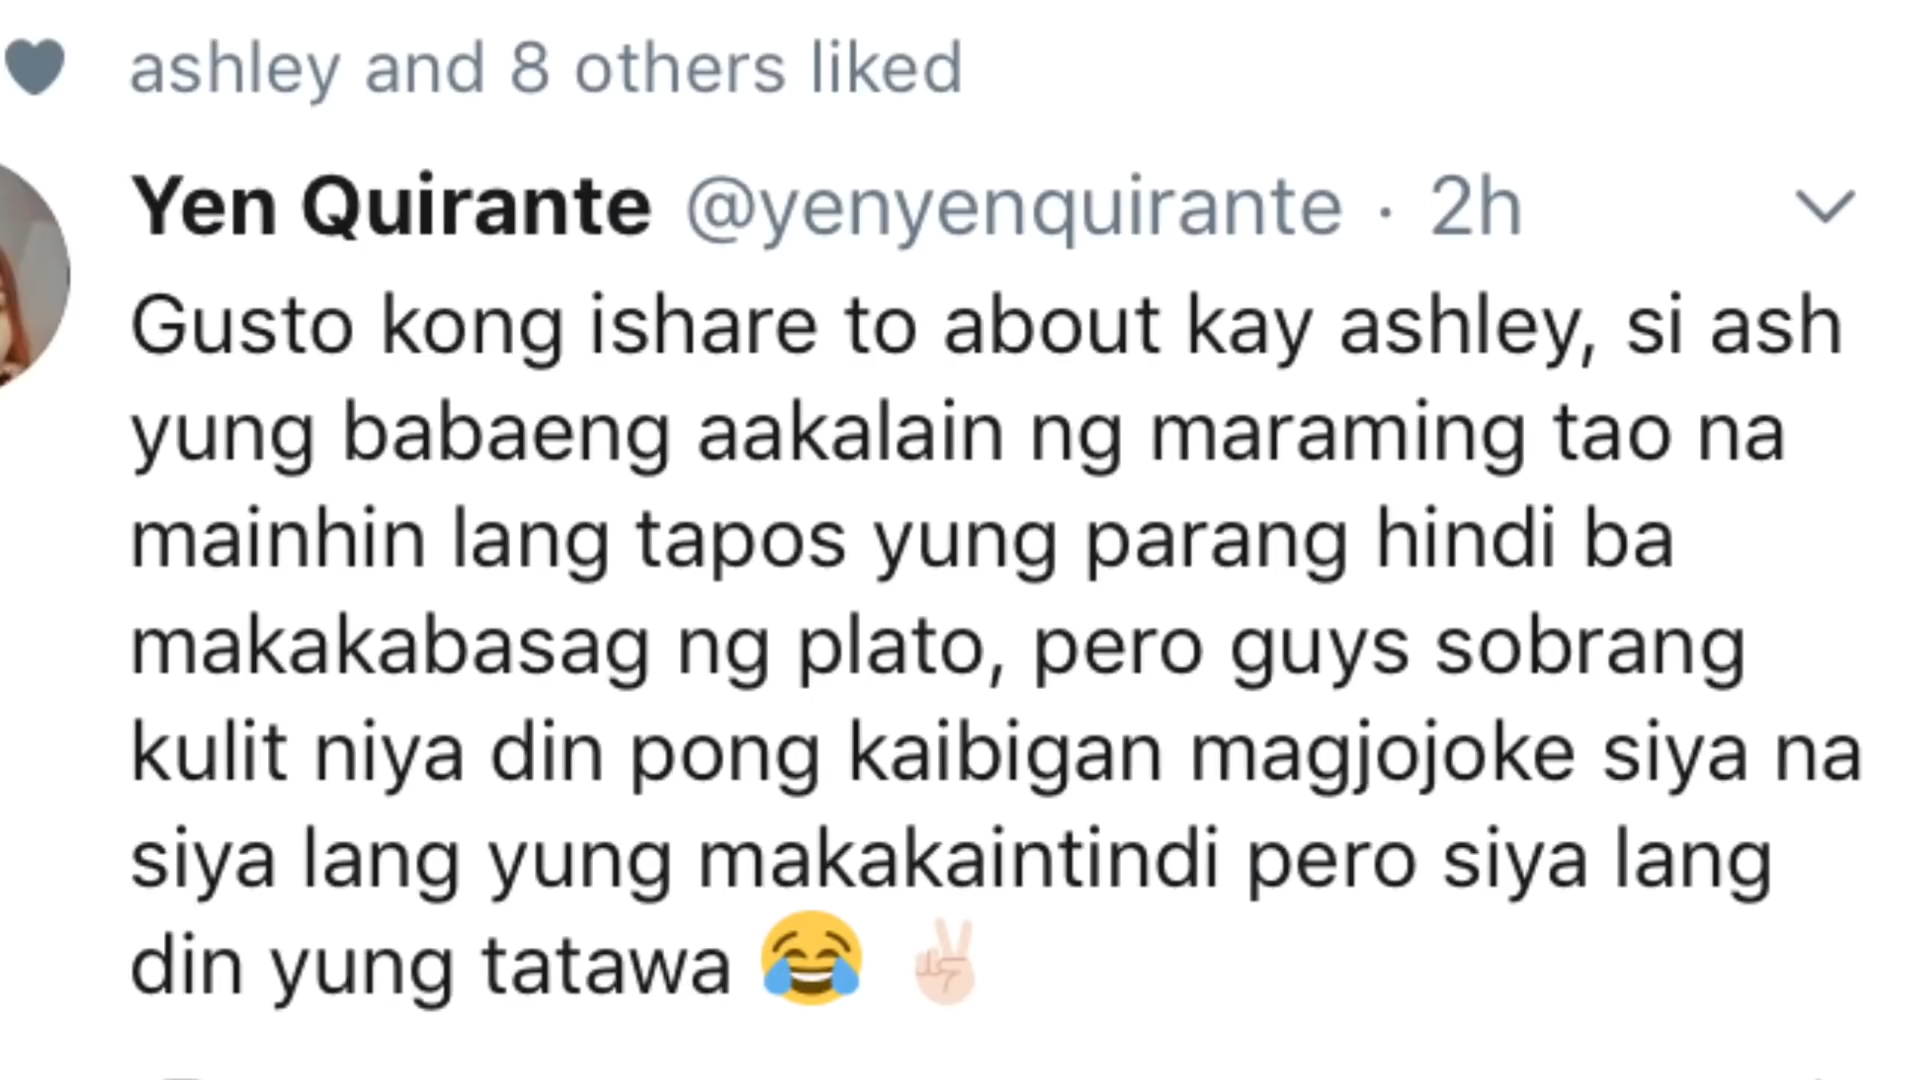 ashley and 8 others liked
Yen Quirante @yenyenquirante · 2h
Gusto kong ishare to about kay ashley, si ash
yung babaeng aakalain ng maraming tao na
mainhin lang tapos yung parang hindi ba
makakabasag ng plato, pero guys sobrang
kulit niya din pong kaibigan magjojoke siya na
siya lang yung makakaintindi pero siya lang
din yung tatawa 😂 ✌🏻